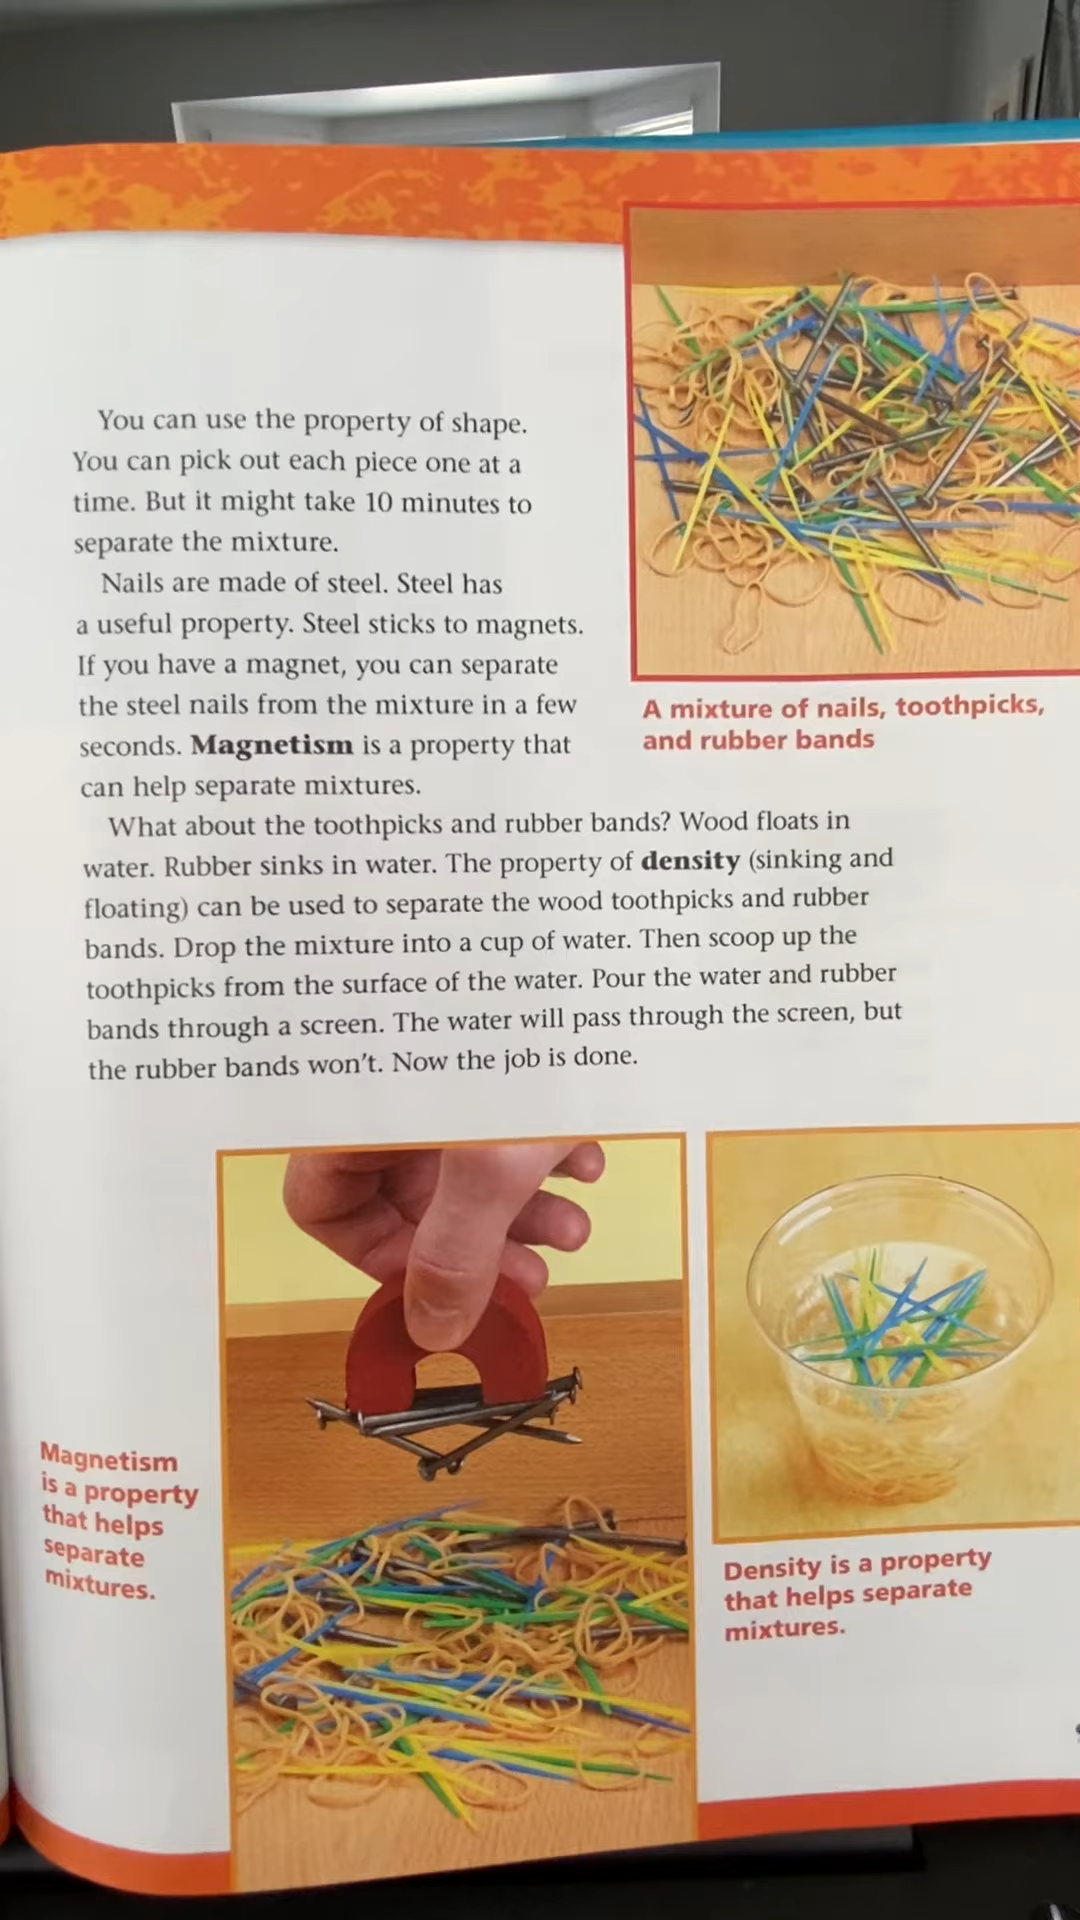 You can use the property of shape.
You can pick out each piece one at a
time. But it might take 10 minutes to
separate the mixture.
Nails are made of steel. Steel has
a useful property. Steel sticks to magnets.
If you have a magnet, you can separate
the steel nails from the mixture in a few
seconds. Magnetism is a property that
can help separate mixtures.
A mixture of nails, toothpicks,
and rubber bands
What about the toothpicks and rubber bands? Wood floats in
water. Rubber sinks in water. The property of density (sinking and
floating) can be used to separate the wood toothpicks and rubber
bands. Drop the mixture into a cup of water. Then scoop up the
toothpicks from the surface of the water. Pour the water and rubber
bands through a screen. The water will pass through the screen, but
the rubber bands won't. Now the job is done.
Magnetism
is a property
that helps
separate
mixtures.
Density is a property
that helps separate
mixtures.